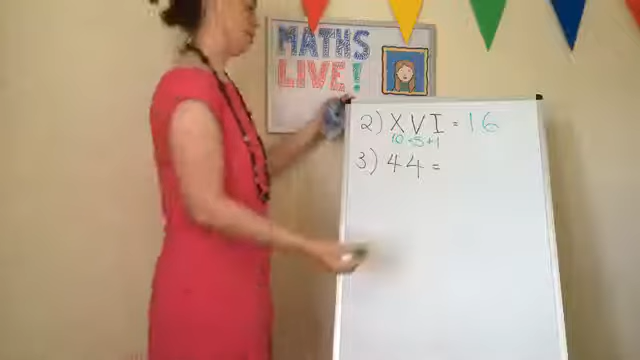 MATHS
LIVE!
2) XVI = 16
10+5+1
3) 44 =